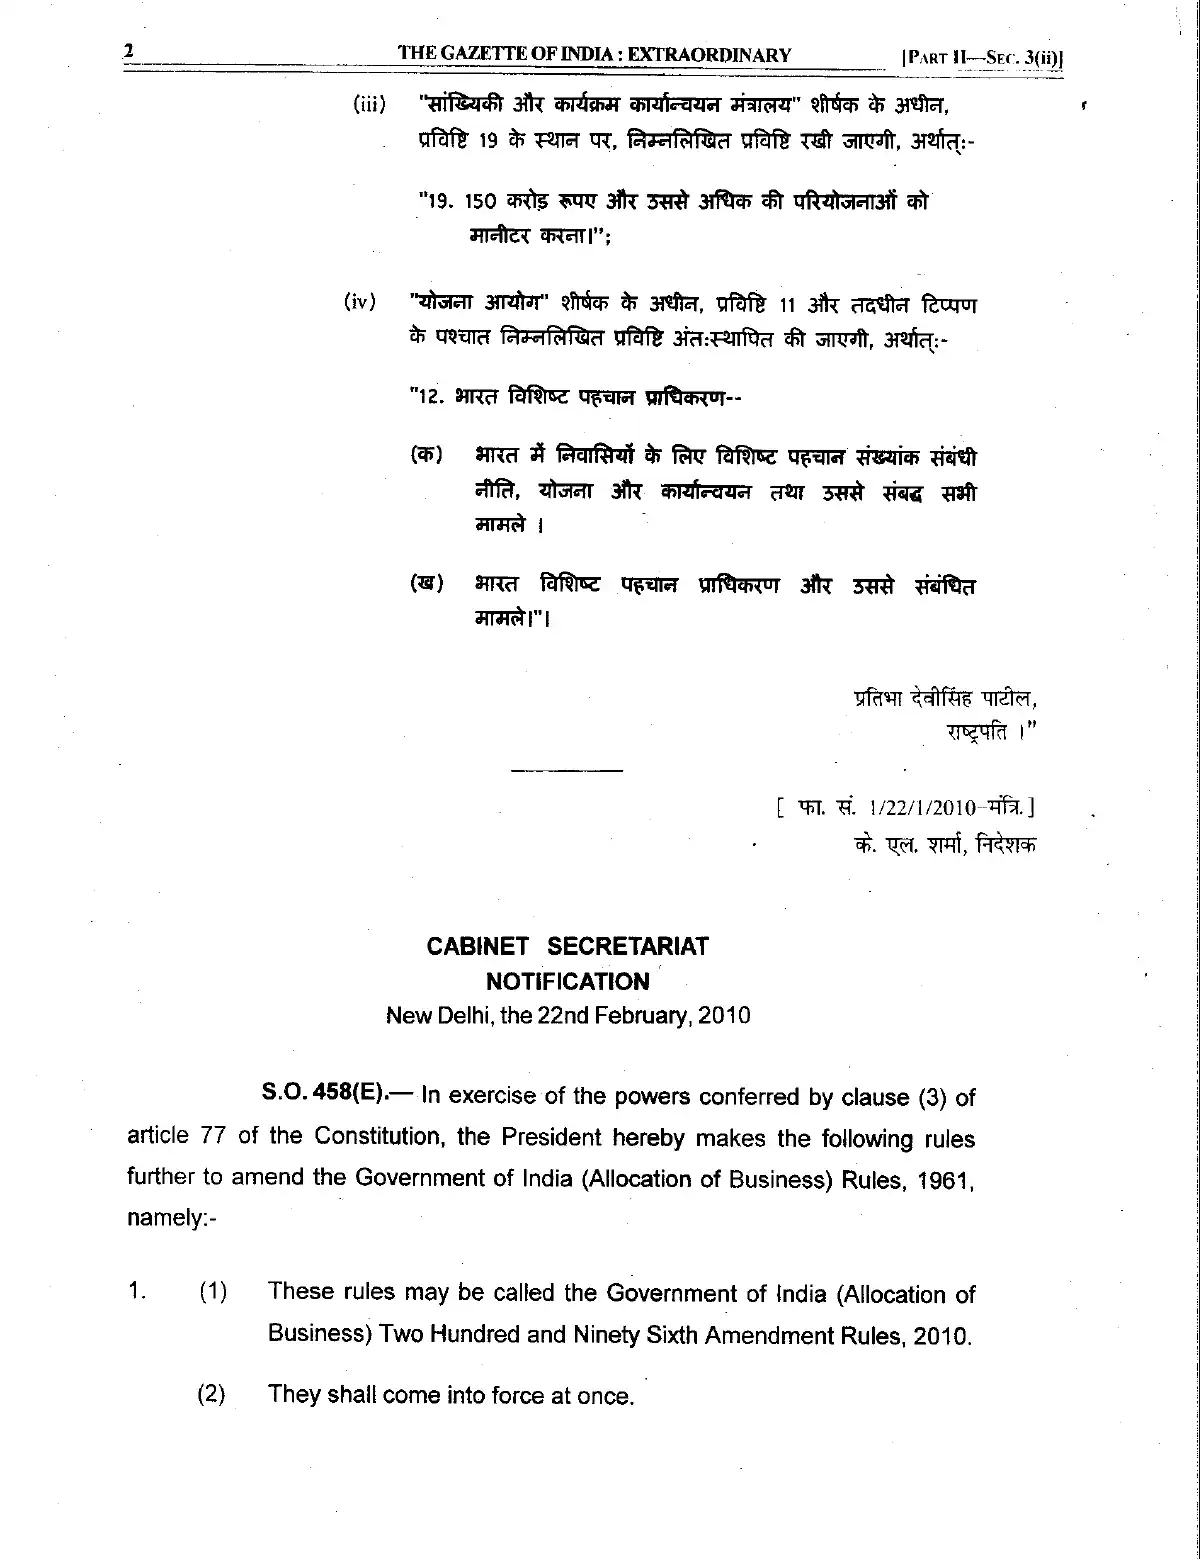 2 THE GAZETTE OF INDIA : EXTRAORDINARY [PART II—SEC. 3(ii)]
(iii) "सांख्यिकी और कार्यक्रम कार्यान्वयन मंत्रालय" शीर्षक के अधीन,
प्रविष्टि 19 के स्थान पर, निम्नलिखित प्रविष्टि रखी जाएगी, अर्थात्:-
"19. 150 करोड़ रूपए और उससे अधिक की परियोजनाओं को
मानीटर करना।";
(iv) "योजना आयोग" शीर्षक के अधीन, प्रविष्टि 11 और तदधीन टिप्पण
के पश्चात निम्नलिखित प्रविष्टि अंतःस्थापित की जाएगी, अर्थात्:-
"12. भारत विशिष्ट पहचान प्राधिकरण--
(क) भारत में निवासियों के लिए विशिष्ट पहचान संख्यांक संबंधी
नीति, योजना और कार्यान्वयन तथा उससे संबद्ध सभी
मामले ।
(ख) भारत विशिष्ट पहचान प्राधिकरण और उससे संबंधित
मामले।"।
प्रतिभा देवीसिंह पाटील,
राष्ट्रपति ।"
[ फा. सं. 1/22/1/2010-मंत्रि.]
के. एल. शर्मा, निदेशक
CABINET SECRETARIAT
NOTIFICATION
New Delhi, the 22nd February, 2010
S.O. 458(E).— In exercise of the powers conferred by clause (3) of
article 77 of the Constitution, the President hereby makes the following rules
further to amend the Government of India (Allocation of Business) Rules, 1961,
namely:-
1. (1) These rules may be called the Government of India (Allocation of
Business) Two Hundred and Ninety Sixth Amendment Rules, 2010.
(2) They shall come into force at once.